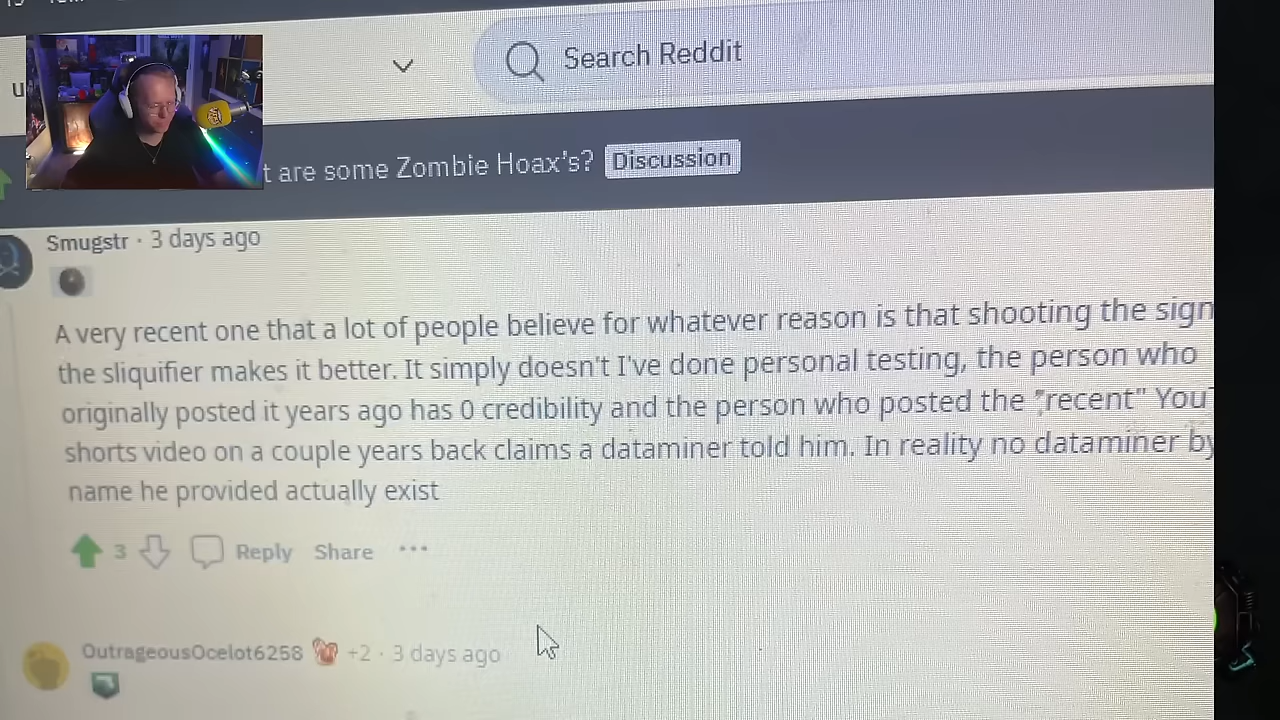 Search Reddit
t are some Zombie Hoax's? Discussion
Smugstr · 3 days ago
A very recent one that a lot of people believe for whatever reason is that shooting the sign
the sliquifier makes it better. It simply doesn't I've done personal testing, the person who
originally posted it years ago has 0 credibility and the person who posted the "recent" You
shorts video on a couple years back claims a dataminer told him. In reality no dataminer by
name he provided actually exist
3 Reply Share •••
OutrageousOcelot6258 +2 · 3 days ago